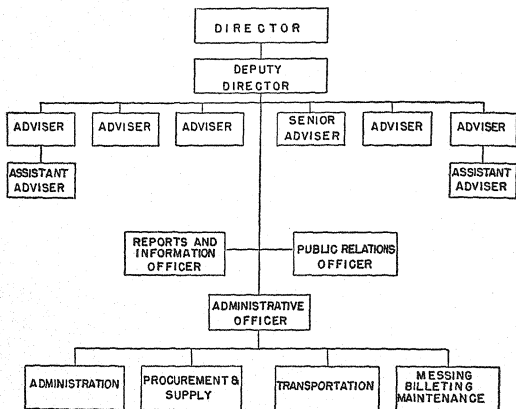 DIRECTOR
DEPUTY
DIRECTOR
ADVISER
ADVISER
ADVISER
SENIOR
ADVISER
ADVISER
ADVISER
ASSISTANT
ADVISER
ASSISTANT
ADVISER
REPORTS AND
INFORMATION
OFFICER
PUBLIC RELATIONS
OFFICER
ADMINISTRATIVE
OFFICER
ADMINISTRATION
PROCUREMENT &
SUPPLY
TRANSPORTATION
MESSING
BILLETING
MAINTENANCE